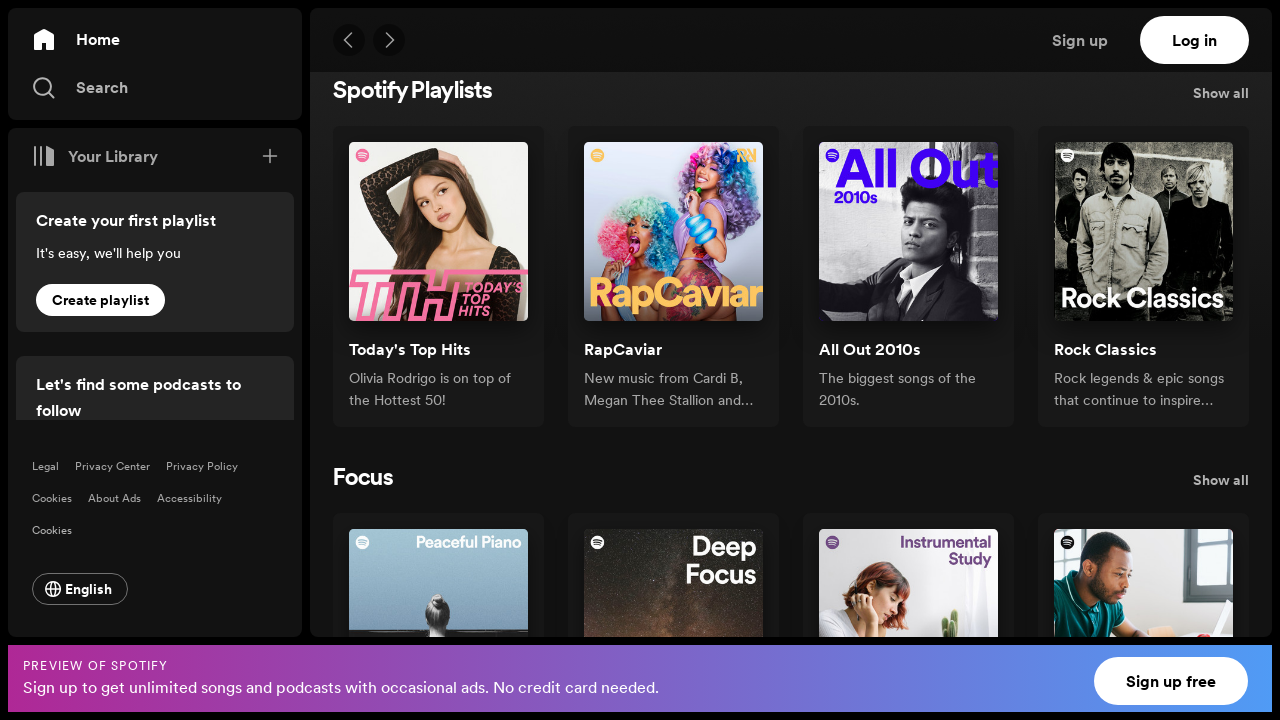 Home
Search
Your Library
Create your first playlist
It's easy, we'll help you
Create playlist
Let's find some podcasts to
follow
Legal
Privacy Center
Privacy Policy
Cookies
About Ads
Accessibility
Cookies
English
Sign up
Log in
Spotify Playlists
Show all
TTH TODAY'S
TOP
HITS
Today's Top Hits
Olivia Rodrigo is on top of
the Hottest 50!
RapCaviar
RapCaviar
New music from Cardi B,
Megan Thee Stallion and...
All Out
2010s
All Out 2010s
The biggest songs of the
2010s.
Rock Classics
Rock Classics
Rock legends & epic songs
that continue to inspire...
Focus
Show all
Peaceful Piano
Deep
Focus
Instrumental
Study
PREVIEW OF SPOTIFY
Sign up to get unlimited songs and podcasts with occasional ads. No credit card needed.
Sign up free